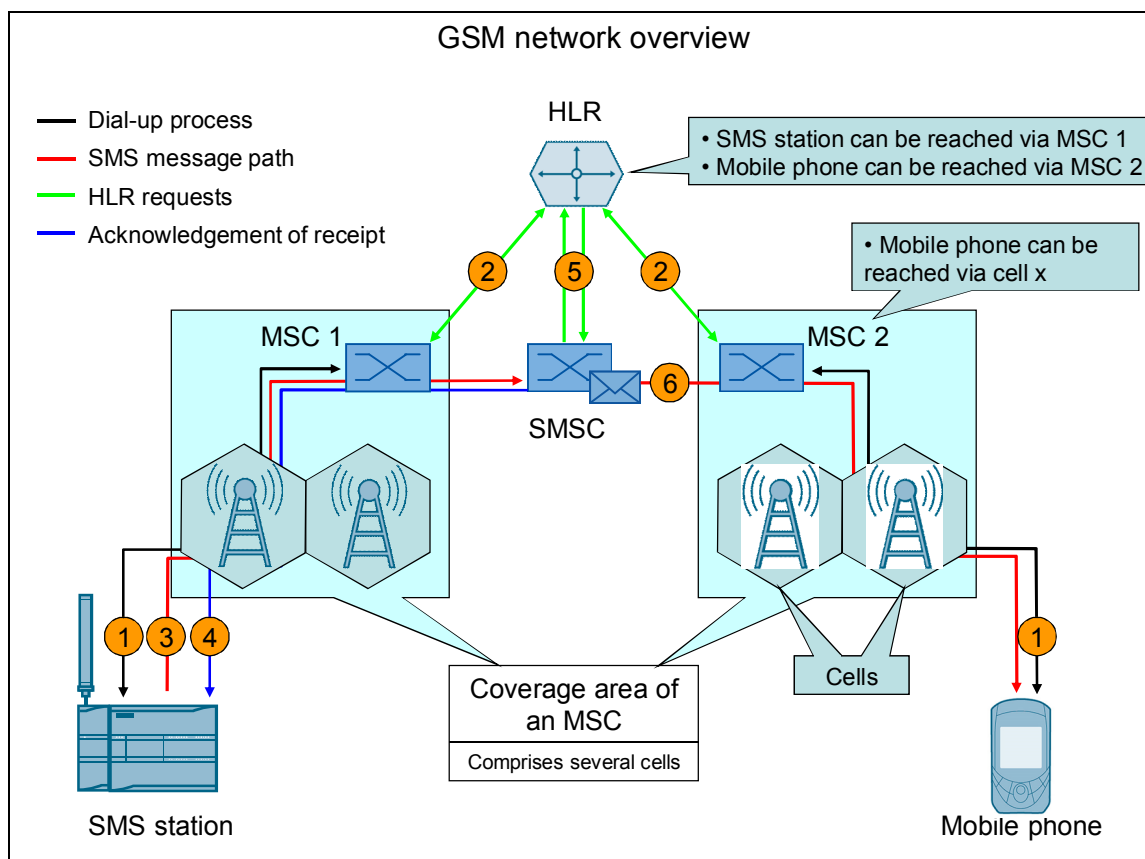 GSM network overview
Dial-up process
SMS message path
HLR requests
Acknowledgement of receipt
HLR
• SMS station can be reached via MSC 1
• Mobile phone can be reached via MSC 2
• Mobile phone can be
reached via cell x
2
5
2
MSC 1
MSC 2
6
SMSC
1
3
4
1
Coverage area of
an MSC
Comprises several cells
Cells
SMS station
Mobile phone